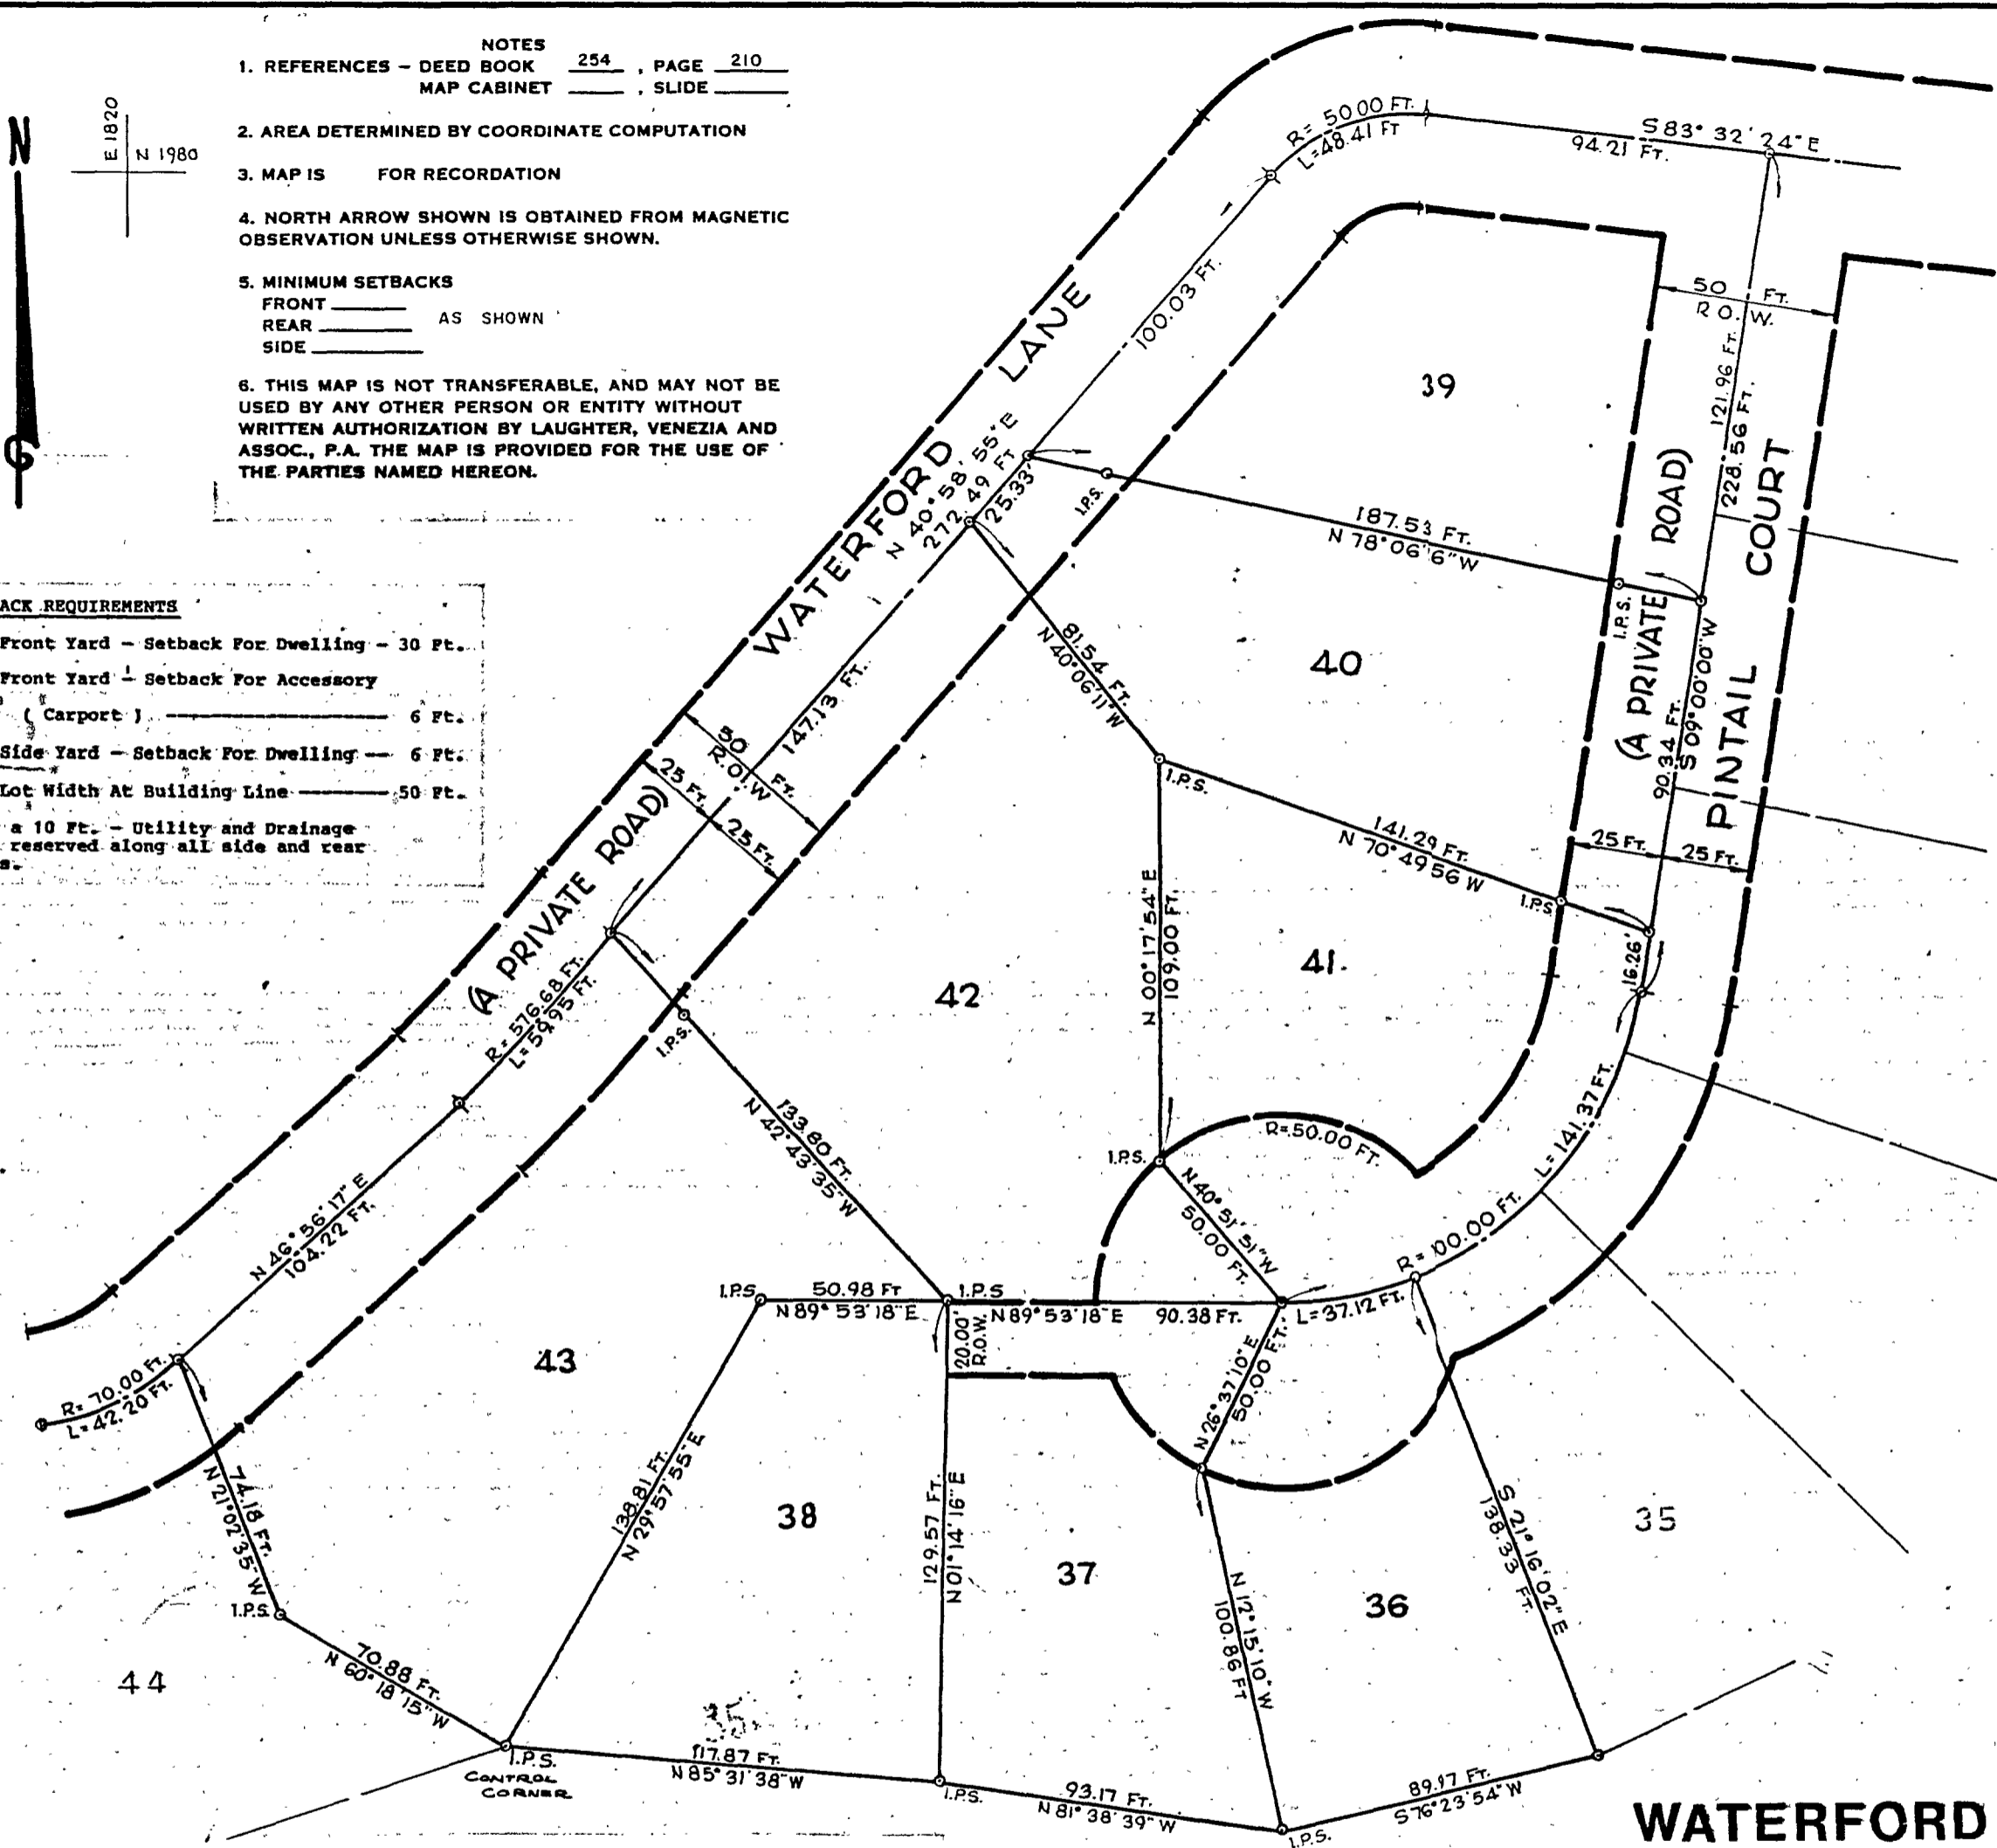 NOTES
1. REFERENCES – DEED BOOK 254 , PAGE 210
MAP CABINET ____ , SLIDE ____
2. AREA DETERMINED BY COORDINATE COMPUTATION
3. MAP IS FOR RECORDATION
4. NORTH ARROW SHOWN IS OBTAINED FROM MAGNETIC
OBSERVATION UNLESS OTHERWISE SHOWN.
5. MINIMUM SETBACKS
FRONT ____
REAR ____ AS SHOWN
SIDE ____
6. THIS MAP IS NOT TRANSFERABLE, AND MAY NOT BE
USED BY ANY OTHER PERSON OR ENTITY WITHOUT
WRITTEN AUTHORIZATION BY LAUGHTER, VENEZIA AND
ASSOC., P.A. THE MAP IS PROVIDED FOR THE USE OF
THE PARTIES NAMED HEREON.
N
E 1820
N 1980
ACK REQUIREMENTS
Front Yard – Setback For Dwelling – 30 Ft.
Front Yard – Setback For Accessory
( Carport ) ———— 6 Ft.
Side Yard – Setback For Dwelling — 6 Ft.
Lot Width At Building Line ——— 50 Ft.
a 10 Ft. – Utility and Drainage
reserved along all side and rear
s.
R= 50.00 FT.
L=48.41 FT
S 83° 32' 24" E
94.21 FT.
100.03 FT.
WATERFORD LANE
N 40° 58' 55" E
272.49 FT
25.33'
39
50 FT.
R.O.W.
121.96 FT.
228.56 FT.
PINTAIL COURT
(A PRIVATE ROAD)
I.P.S.
187.53 FT.
N 78°06'6" W
I.P.S.
81.54 FT.
N 40°06'11" W
40
S 09°00'00" W
90.34 FT.
147.13 FT.
50 FT.
R.O.W
25 FT.
25 FT.
(A PRIVATE ROAD)
I.P.S.
141.29 FT.
N 70°49 56 W
25 FT.
25 FT.
I.P.S.
N 00°17'54" E
109.00 FT.
41.
16.26'
42
R= 576.68 FT.
L= 59.95 FT.
I.P.S.
133.80 FT.
N 42°43'35" W
I.P.S.
R=50.00 FT.
N 40°51'51" W
50.00 FT.
L= 141.37 FT.
R= 100.00 FT.
N 46°56'17" E
104.22 FT.
I.P.S
50.98 FT
N 89° 53'18" E
I.P.S
N 89°53'18" E
90.38 FT.
L=37.12 FT.
20.00'
R.O.W.
N 26°37'10" E
50.00 FT.
43
R= 70.00 FT.
L= 42.20 FT.
74.18 FT.
N 21°02'35" W
138.81 FT.
N 29°57'55" E
38
129.57 FT.
N 01°14'16" E
37
N 12°15'10" W
100.86 FT
36
S 21°16'02" E
138.33 FT.
35
I.P.S.
70.88 FT.
N 60°18'15" W
44
I.P.S.
CONTROL
CORNER
117.87 FT.
N 85°31'38" W
I.P.S.
93.17 FT.
N 81°38'39" W
I.P.S.
89.97 FT.
S 76°23'54" W
WATERFORD